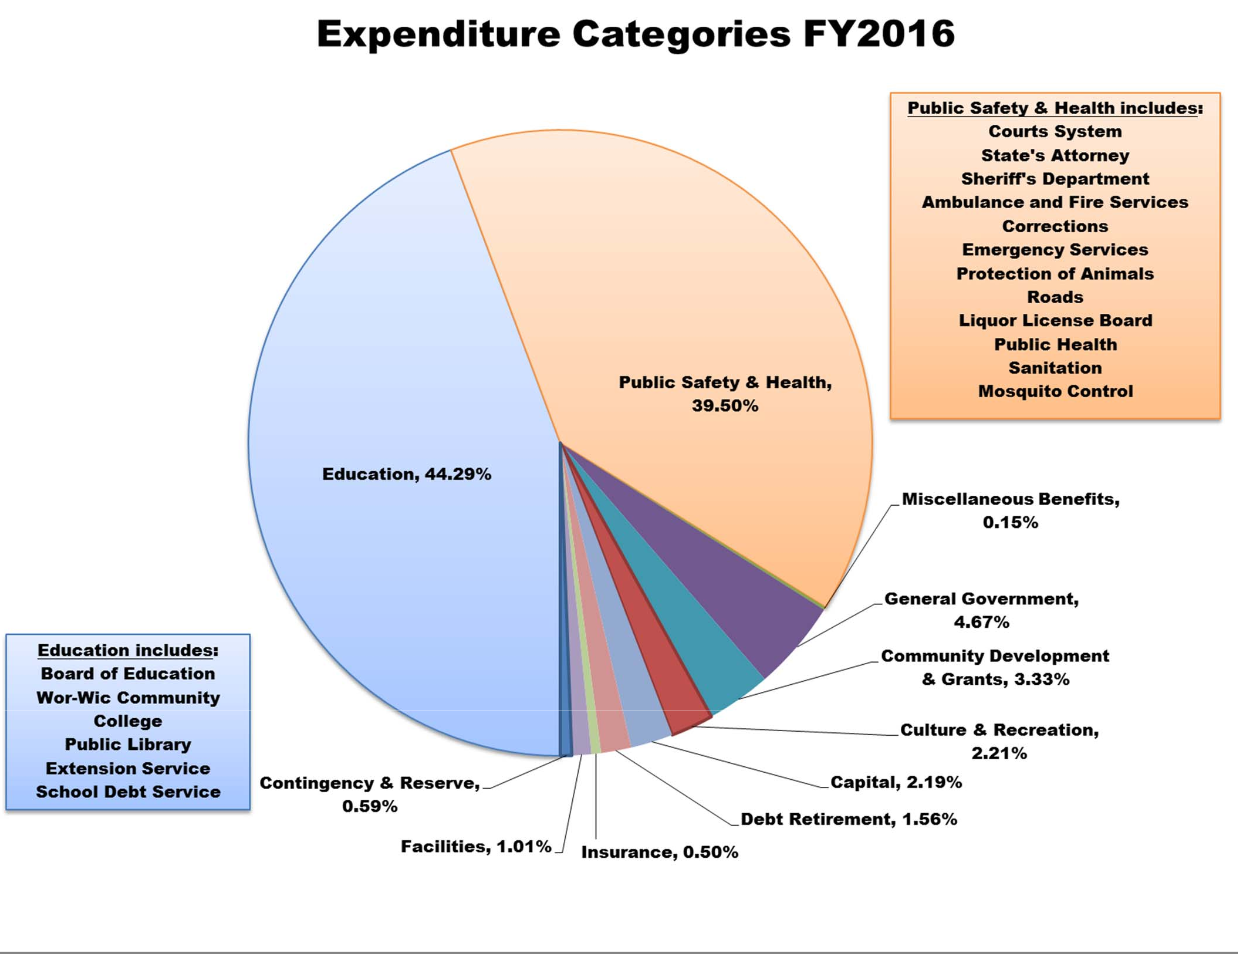 Expenditure Categories FY2016
Public Safety & Health includes:
Courts System
State's Attorney
Sheriff's Department
Ambulance and Fire Services
Corrections
Emergency Services
Protection of Animals
Roads
Liquor License Board
Public Health
Sanitation
Mosquito Control
Public Safety & Health,
39.50%
Education, 44.29%
Miscellaneous Benefits,
0.15%
General Government,
4.67%
Community Development
& Grants, 3.33%
Culture & Recreation,
2.21%
Capital, 2.19%
Debt Retirement, 1.56%
Insurance, 0.50%
Facilities, 1.01%
Contingency & Reserve,
0.59%
Education includes:
Board of Education
Wor-Wic Community
College
Public Library
Extension Service
School Debt Service